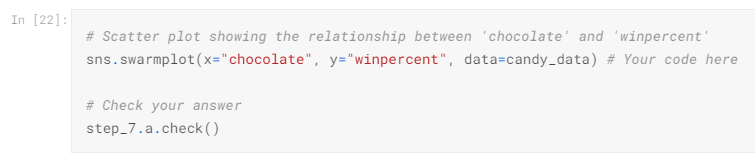 In [22]:
# Scatter plot showing the relationship between 'chocolate' and 'winpercent'
sns.swarmplot(x="chocolate", y="winpercent", data=candy_data) # Your code here
# Check your answer
step_7.a.check()